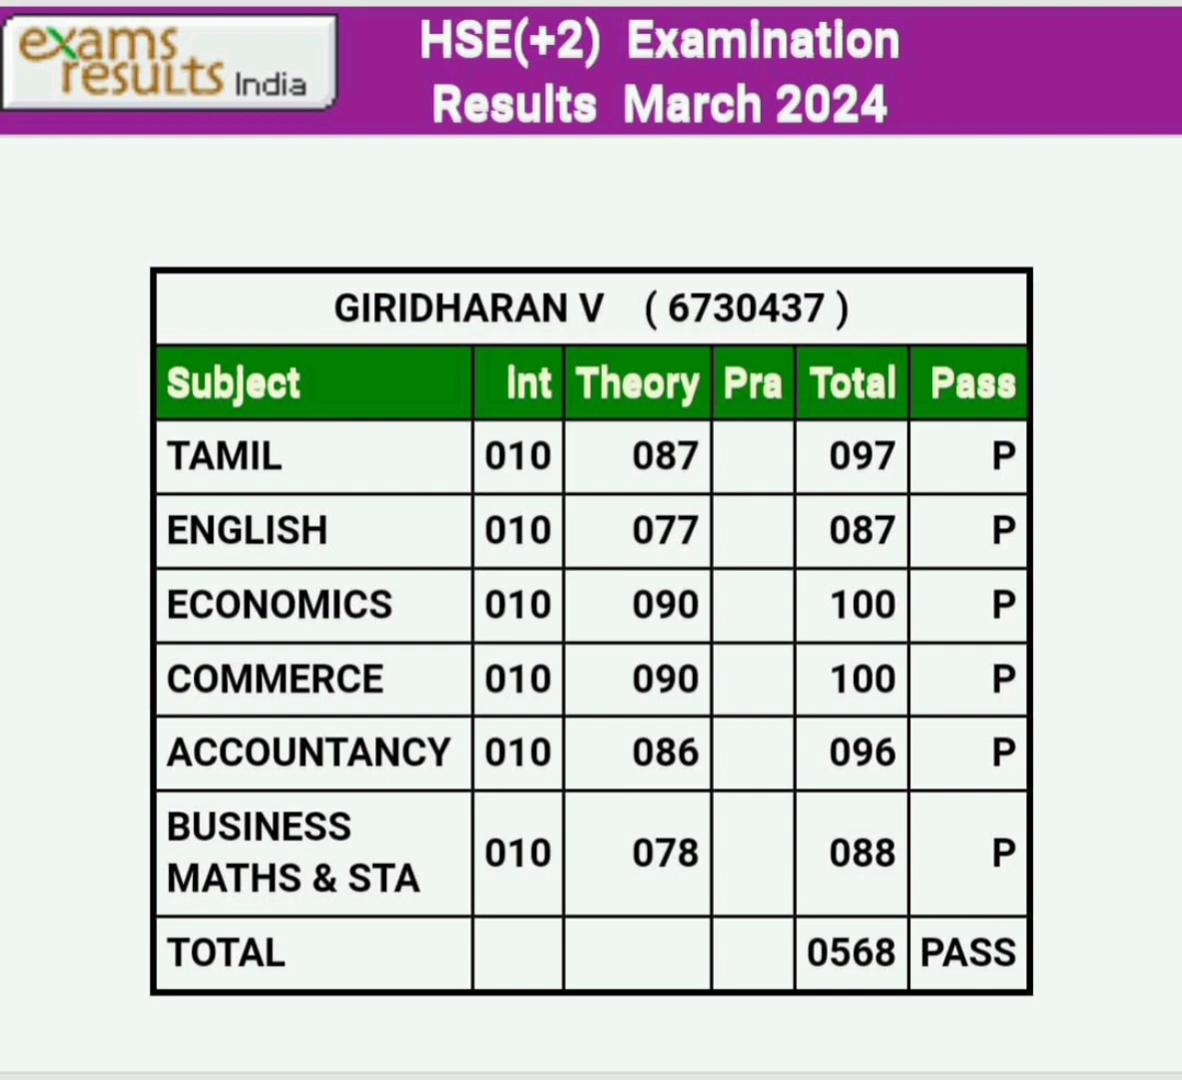 exams
results India
HSE(+2) Examination
Results March 2024
GIRIDHARAN V ( 6730437 )
Subject Int Theory Pra Total Pass
TAMIL 010 087 097 P
ENGLISH 010 077 087 P
ECONOMICS 010 090 100 P
COMMERCE 010 090 100 P
ACCOUNTANCY 010 086 096 P
BUSINESS
MATHS & STA 010 078 088 P
TOTAL 0568 PASS